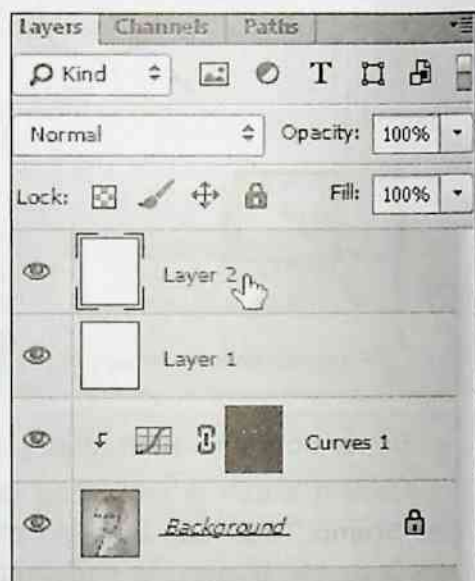 Layers Channels Paths
Kind T
Normal Opacity: 100%
Lock: Fill: 100%
Layer 2
Layer 1
Curves 1
Background